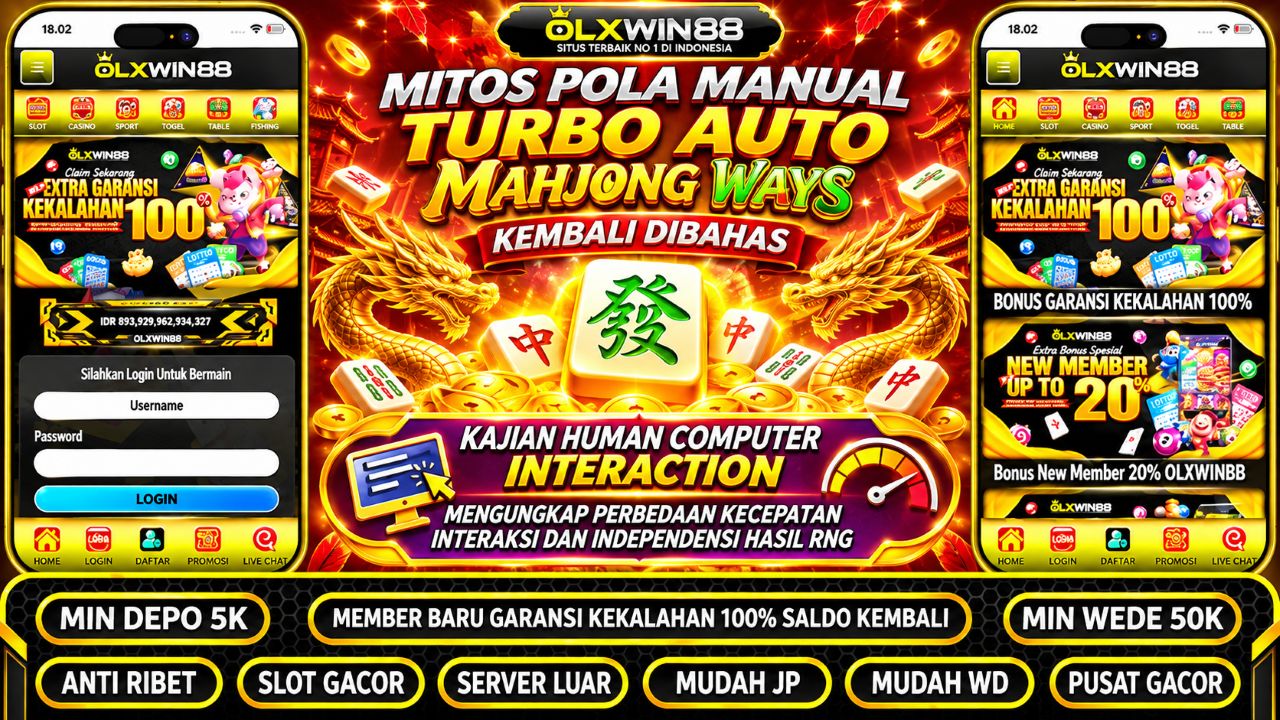 OLXWIN88
SITUS TERBAIK NO 1 DI INDONESIA
MITOS POLA MANUAL
TURBO AUTO
MAHJONG WAYS
KEMBALI DIBAHAS
發
中
中
中
KAJIAN HUMAN COMPUTER
INTERACTION
MENGUNGKAP PERBEDAAN KECEPATAN
INTERAKSI DAN INDEPENDENSI HASIL RNG
18.02
OLXWIN88
SLOT CASINO SPORT TOGEL TABLE FISHING
OLXWIN88
Claim Sekarang
EXTRA GARANSI
KEKALAHAN 100%
IDR 893,929,962,934,327
OLXWIN88
Silahkan Login Untuk Bermain
Username
Password
LOGIN
HOME LOGIN DAFTAR PROMOSI LIVE CHAT
18.02
OLXWIN88
HOME SLOT CASINO SPORT TOGEL TABLE
OLXWIN88
Claim Sekarang
EXTRA GARANSI
KEKALAHAN 100%
BONUS GARANSI KEKALAHAN 100%
OLXWIN88
Extra Bonus Spesial
NEW MEMBER
UP TO 20%
Bonus New Member 20% OLXWINBB
OLXWIN88
HOME LOGIN DAFTAR PROMOSI LIVE CHAT
MIN DEPO 5K
MEMBER BARU GARANSI KEKALAHAN 100% SALDO KEMBALI
MIN WEDE 50K
ANTI RIBET
SLOT GACOR
SERVER LUAR
MUDAH JP
MUDAH WD
PUSAT GACOR